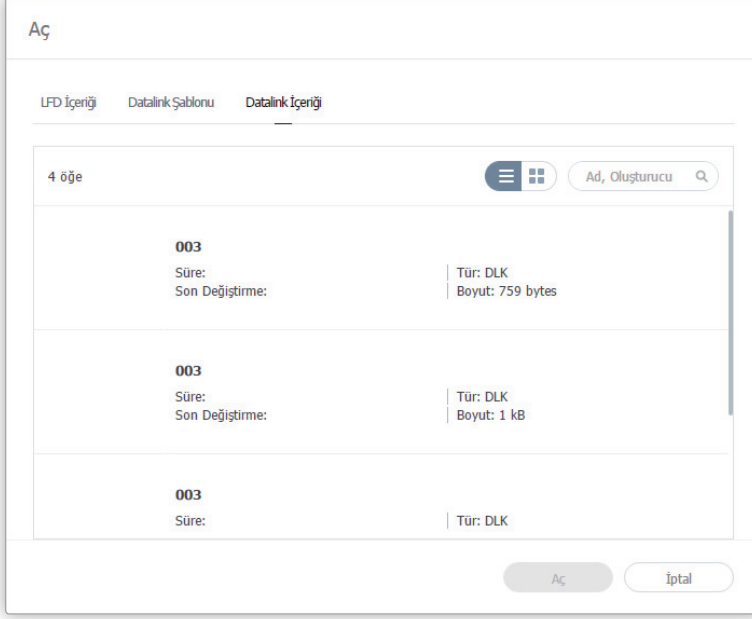 Aç
LFD İçeriği Datalink Şablonu Datalink İçeriği
4 öğe Ad, Oluşturucu
003
Süre: Tür: DLK
Son Değiştirme: Boyut: 759 bytes
003
Süre: Tür: DLK
Son Değiştirme: Boyut: 1 kB
003
Süre: Tür: DLK
Aç İptal